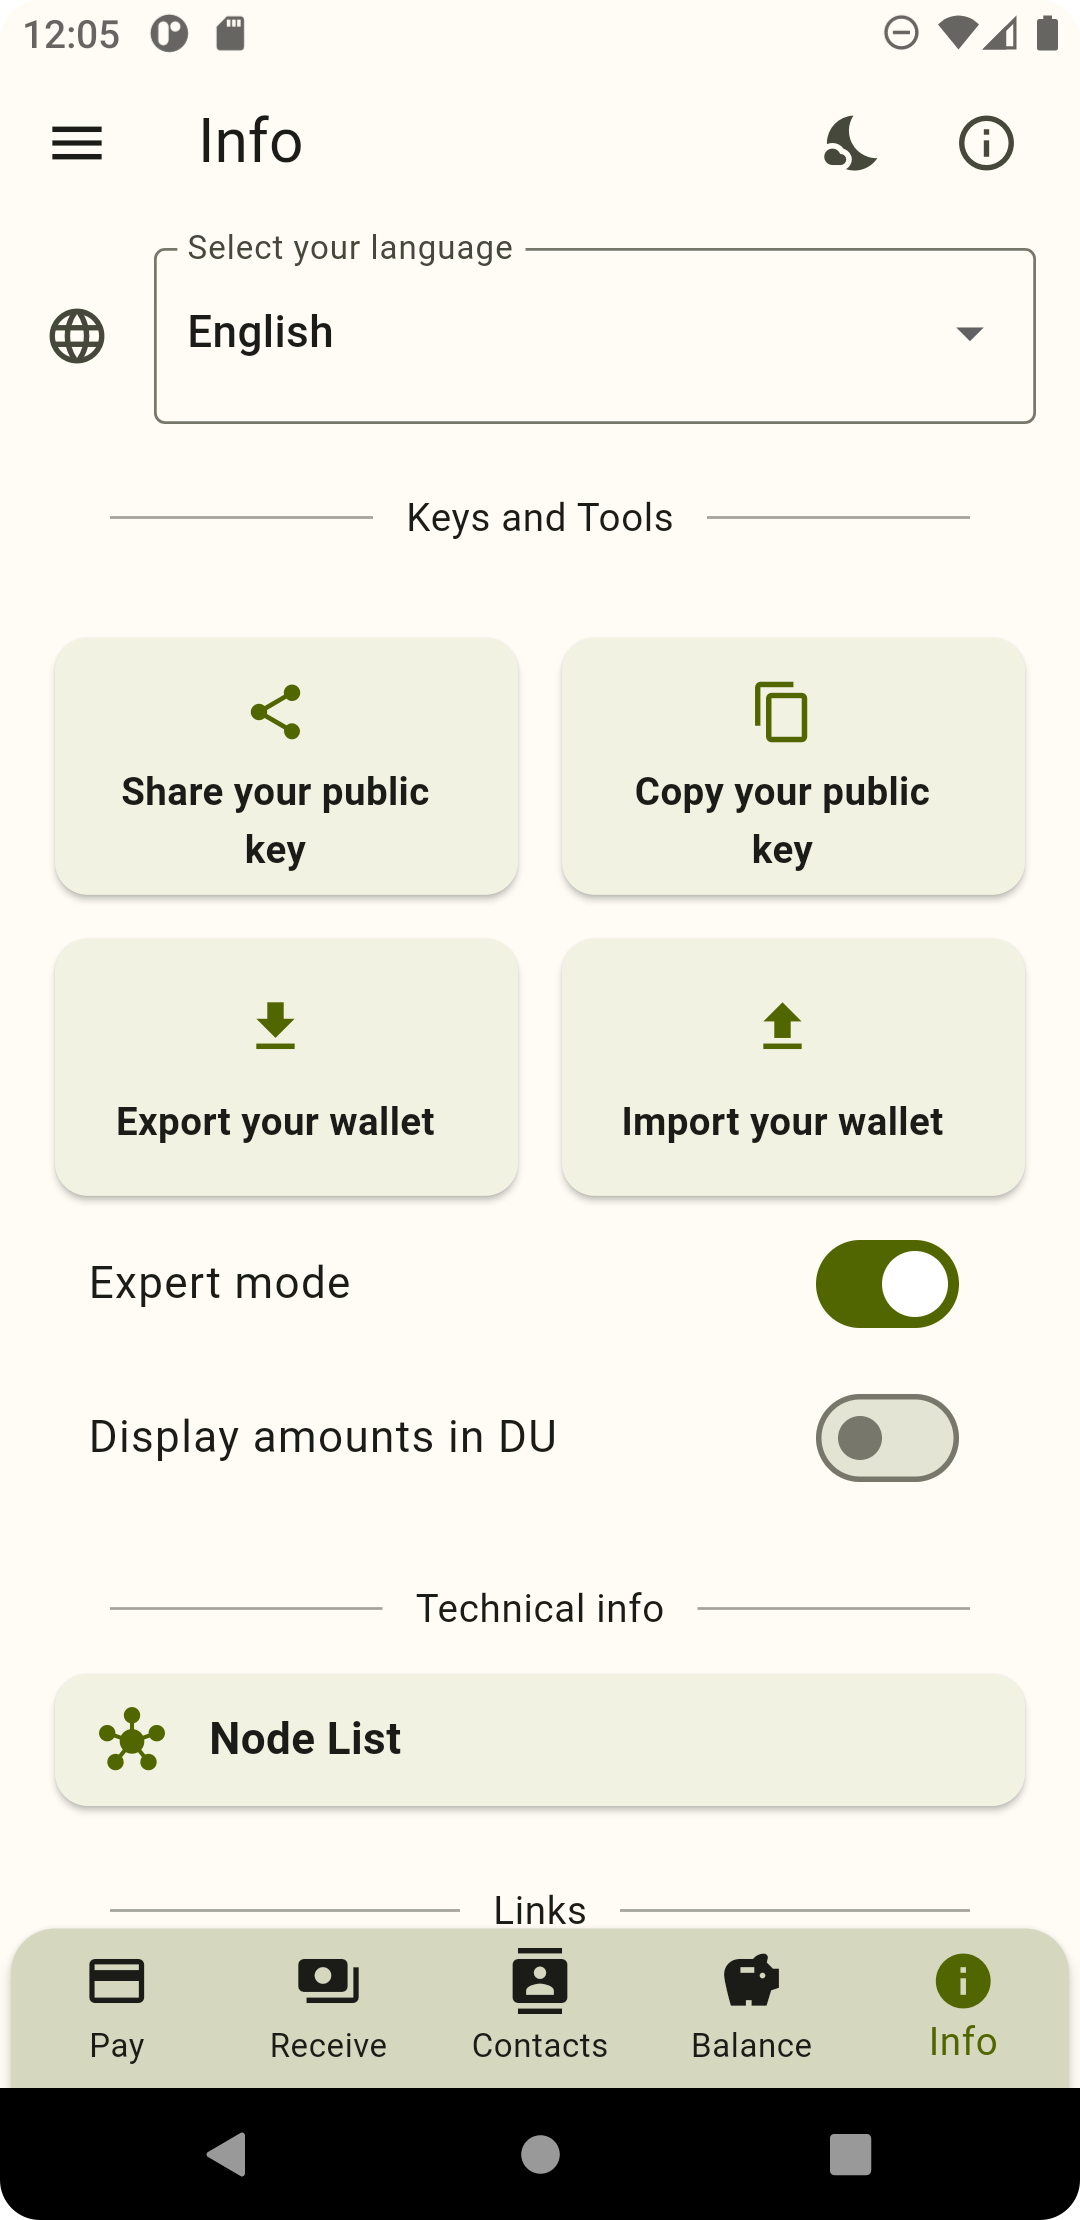 12:05
Info
Select your language
English
Keys and Tools
Share your public
key
Copy your public
key
Export your wallet
Import your wallet
Expert mode
Display amounts in DU
Technical info
Node List
Links
Pay
Receive
Contacts
Balance
Info